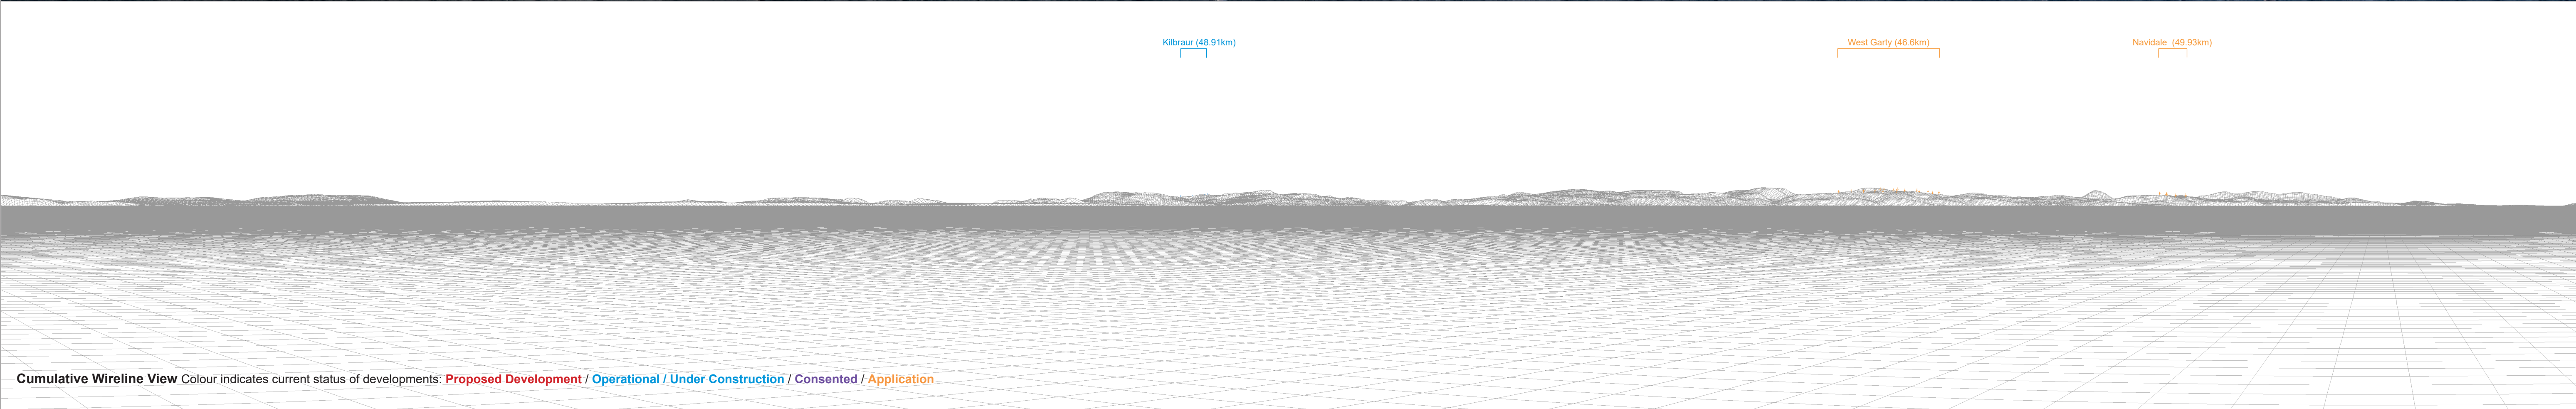 Kilbraur (48.91km)
West Garty (46.6km)
Navidale (49.93km)
Cumulative Wireline View Colour indicates current status of developments: Proposed Development / Operational / Under Construction / Consented / Application